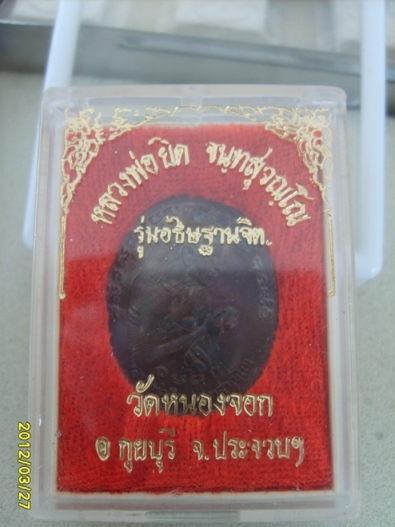 หลวงพ่อยิด จนฺทสุวณฺโณ
รุ่นอธิษฐานจิต
วัดหนองจอก
อ กุยบุรี จ.ประจวบฯ
2012/03/27